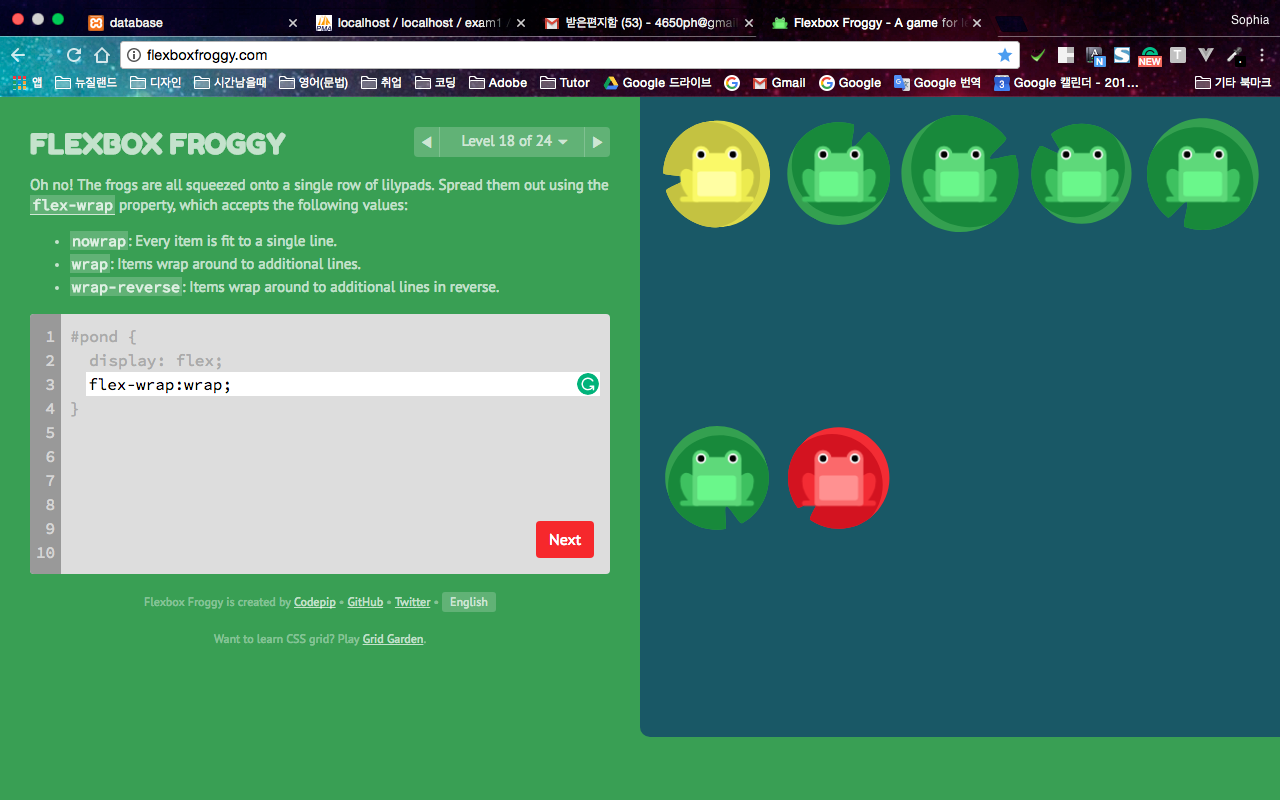 database
localhost / localhost / exam1 /
받은편지함 (53) - 4650ph@gmail
Flexbox Froggy - A game for l
Sophia
flexboxfroggy.com
N
S
NEW
T
앱
뉴질랜드
디자인
시간남을때
영어(문법)
취업
코딩
Adobe
Tutor
Google 드라이브
Gmail
Google
Google 번역
3
Google 캘린더 - 201...
기타 북마크
FLEXBOX FROGGY
Level 18 of 24
Oh no! The frogs are all squeezed onto a single row of lilypads. Spread them out using the
flex-wrap property, which accepts the following values:
• nowrap: Every item is fit to a single line.
• wrap: Items wrap around to additional lines.
• wrap-reverse: Items wrap around to additional lines in reverse.
1 #pond {
2 display: flex;
3 flex-wrap:wrap;
4 }
5
6
7
8
9
10
Next
Flexbox Froggy is created by Codepip • GitHub • Twitter • English
Want to learn CSS grid? Play Grid Garden.